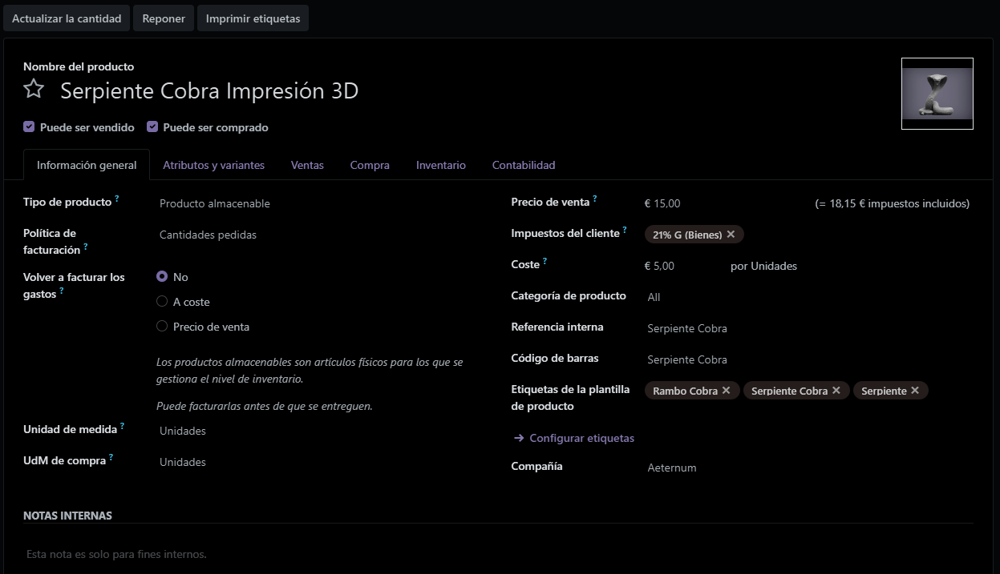 Actualizar la cantidad Reponer Imprimir etiquetas
Nombre del producto
Serpiente Cobra Impresión 3D
Puede ser vendido Puede ser comprado
Información general Atributos y variantes Ventas Compra Inventario Contabilidad
Tipo de producto ? Producto almacenable
Política de
facturación ? Cantidades pedidas
Volver a facturar los
gastos ? No
A coste
Precio de venta
Los productos almacenables son artículos físicos para los que se
gestiona el nivel de inventario.
Puede facturarlas antes de que se entreguen.
Unidad de medida ? Unidades
UdM de compra ? Unidades
Precio de venta ? € 15,00 (= 18,15 € impuestos incluidos)
Impuestos del cliente ? 21% G (Bienes) ✕
Coste ? € 5,00 por Unidades
Categoría de producto All
Referencia interna Serpiente Cobra
Código de barras Serpiente Cobra
Etiquetas de la plantilla
de producto Rambo Cobra ✕ Serpiente Cobra ✕ Serpiente ✕
→ Configurar etiquetas
Compañía Aeternum
NOTAS INTERNAS
Esta nota es solo para fines internos.